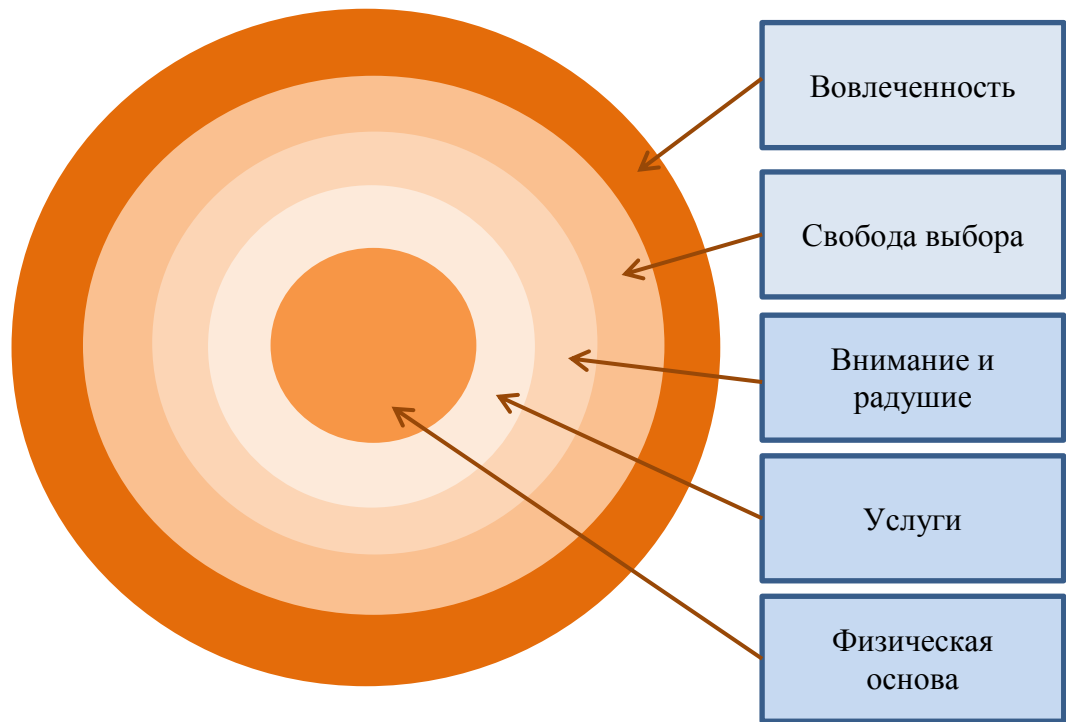 Вовлеченность
Свобода выбора
Внимание и
радушие
Услуги
Физическая
основа